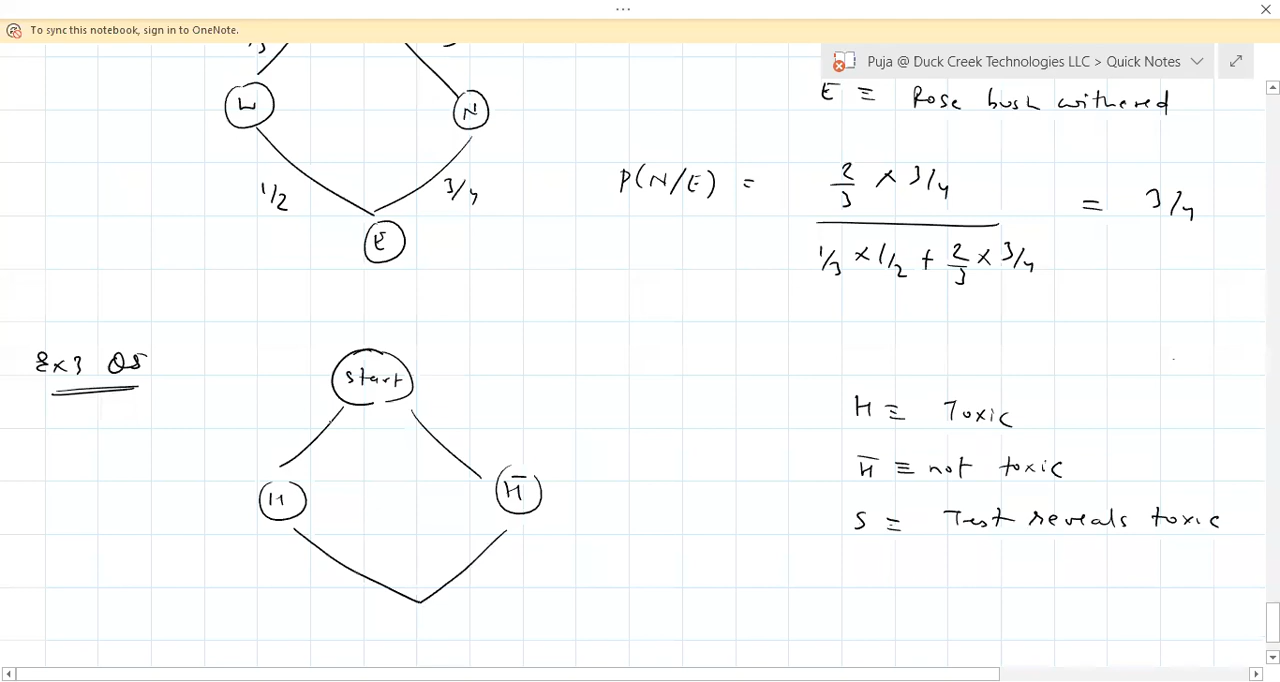 To sync this notebook, sign in to OneNote.
Puja @ Duck Creek Technologies LLC > Quick Notes
E ≡ Rose bush withered
W
N
1/2
3/4
E
P(N/E) = 2/3 × 3/4
1/3 × 1/2 + 2/3 × 3/4
= 3/4
Ex3 Q5
start
H
H̄
H ≡ Toxic
H̄ ≡ not toxic
S ≡ Test reveals toxic